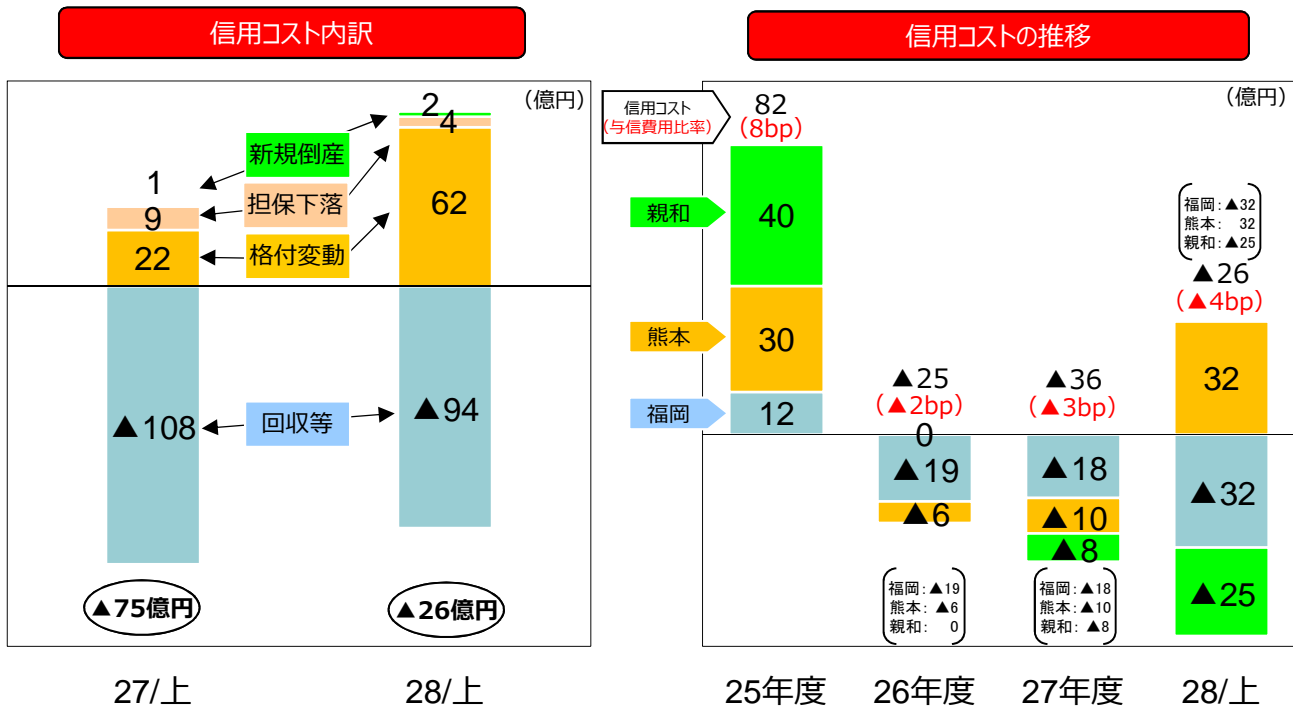 信用コスト内訳
(億円)
2
4
新規倒産
1
担保下落
9
62
格付変動
22
▲108
回収等
▲94
▲75億円
▲26億円
27/上
28/上
信用コストの推移
(億円)
信用コスト
(与信費用比率)
82
(8bp)
親和
40
熊本
30
福岡
12
▲25
(▲2bp)
0
▲19
▲6
福岡:▲19
熊本: ▲6
親和: 0
▲36
(▲3bp)
▲18
▲10
▲8
福岡:▲18
熊本:▲10
親和: ▲8
福岡:▲32
熊本: 32
親和:▲25
▲26
(▲4bp)
32
▲32
▲25
25年度
26年度
27年度
28/上